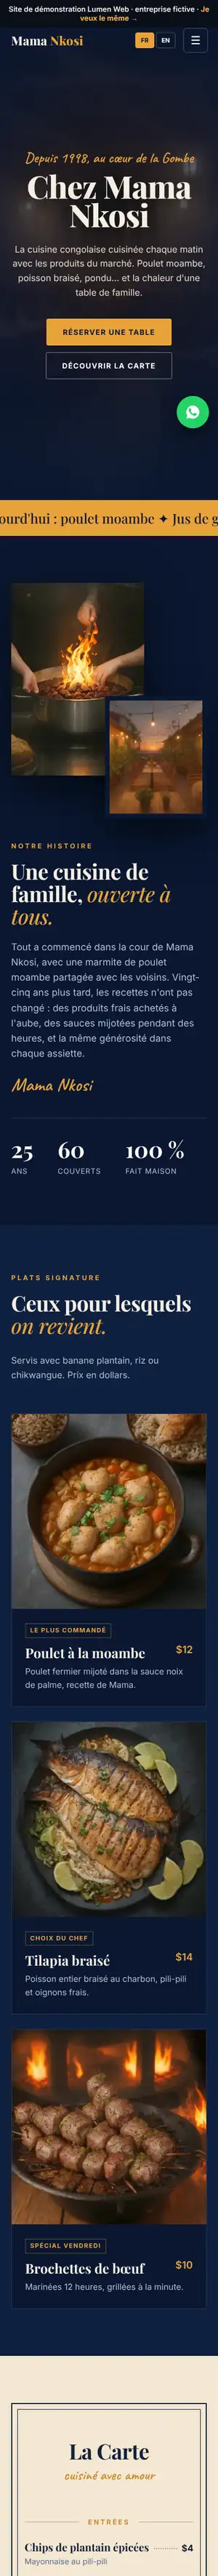 Site de démonstration Lumen Web · entreprise fictive · Je
veux le même →
Mama Nkosi
FR
EN
Depuis 1998, au cœur de la Gombe
Chez Mama
Nkosi
La cuisine congolaise cuisinée chaque matin
avec les produits du marché. Poulet moambe,
poisson braisé, pondu… et la chaleur d'une
table de famille.
RÉSERVER UNE TABLE
DÉCOUVRIR LA CARTE
ourd'hui : poulet moambe ✦ Jus de g
NOTRE HISTOIRE
Une cuisine de
famille, ouverte à
tous.
Tout a commencé dans la cour de Mama
Nkosi, avec une marmite de poulet
moambe partagée avec les voisins. Vingt-
cinq ans plus tard, les recettes n'ont pas
changé : des produits frais achetés à
l'aube, des sauces mijotées pendant des
heures, et la même générosité dans
chaque assiette.
Mama Nkosi
25
60
100 %
ANS
COUVERTS
FAIT MAISON
PLATS SIGNATURE
Ceux pour lesquels
on revient.
Servis avec banane plantain, riz ou
chikwangue. Prix en dollars.
LE PLUS COMMANDÉ
Poulet à la moambe
$12
Poulet fermier mijoté dans la sauce noix
de palme, recette de Mama.
CHOIX DU CHEF
Tilapia braisé
$14
Poisson entier braisé au charbon, pili-pili
et oignons frais.
SPÉCIAL VENDREDI
Brochettes de bœuf
$10
Marinées 12 heures, grillées à la minute.
La Carte
cuisiné avec amour
ENTRÉES
Chips de plantain épicées
$4
Mayonnaise au pili-pili